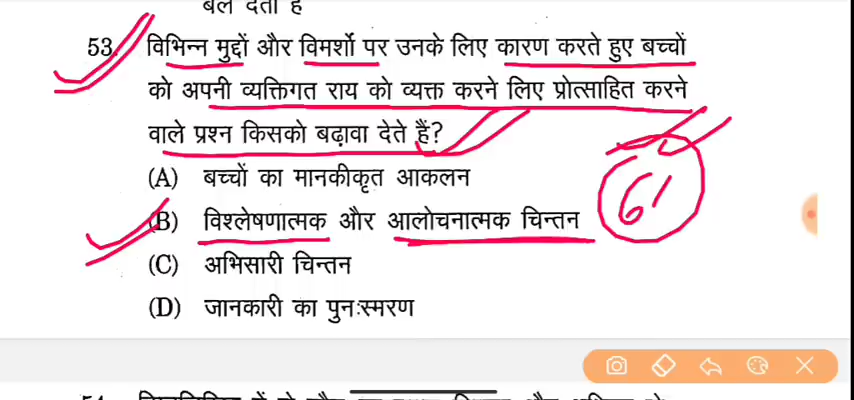 बल देता है
53. विभिन्न मुद्दों और विमर्शो पर उनके लिए कारण करते हुए बच्चों
को अपनी व्यक्तिगत राय को व्यक्त करने लिए प्रोत्साहित करने
वाले प्रश्न किसको बढ़ावा देते हैं?
(A) बच्चों का मानकीकृत आकलन
(B) विश्लेषणात्मक और आलोचनात्मक चिन्तन
61
(C) अभिसारी चिन्तन
(D) जानकारी का पुनःस्मरण